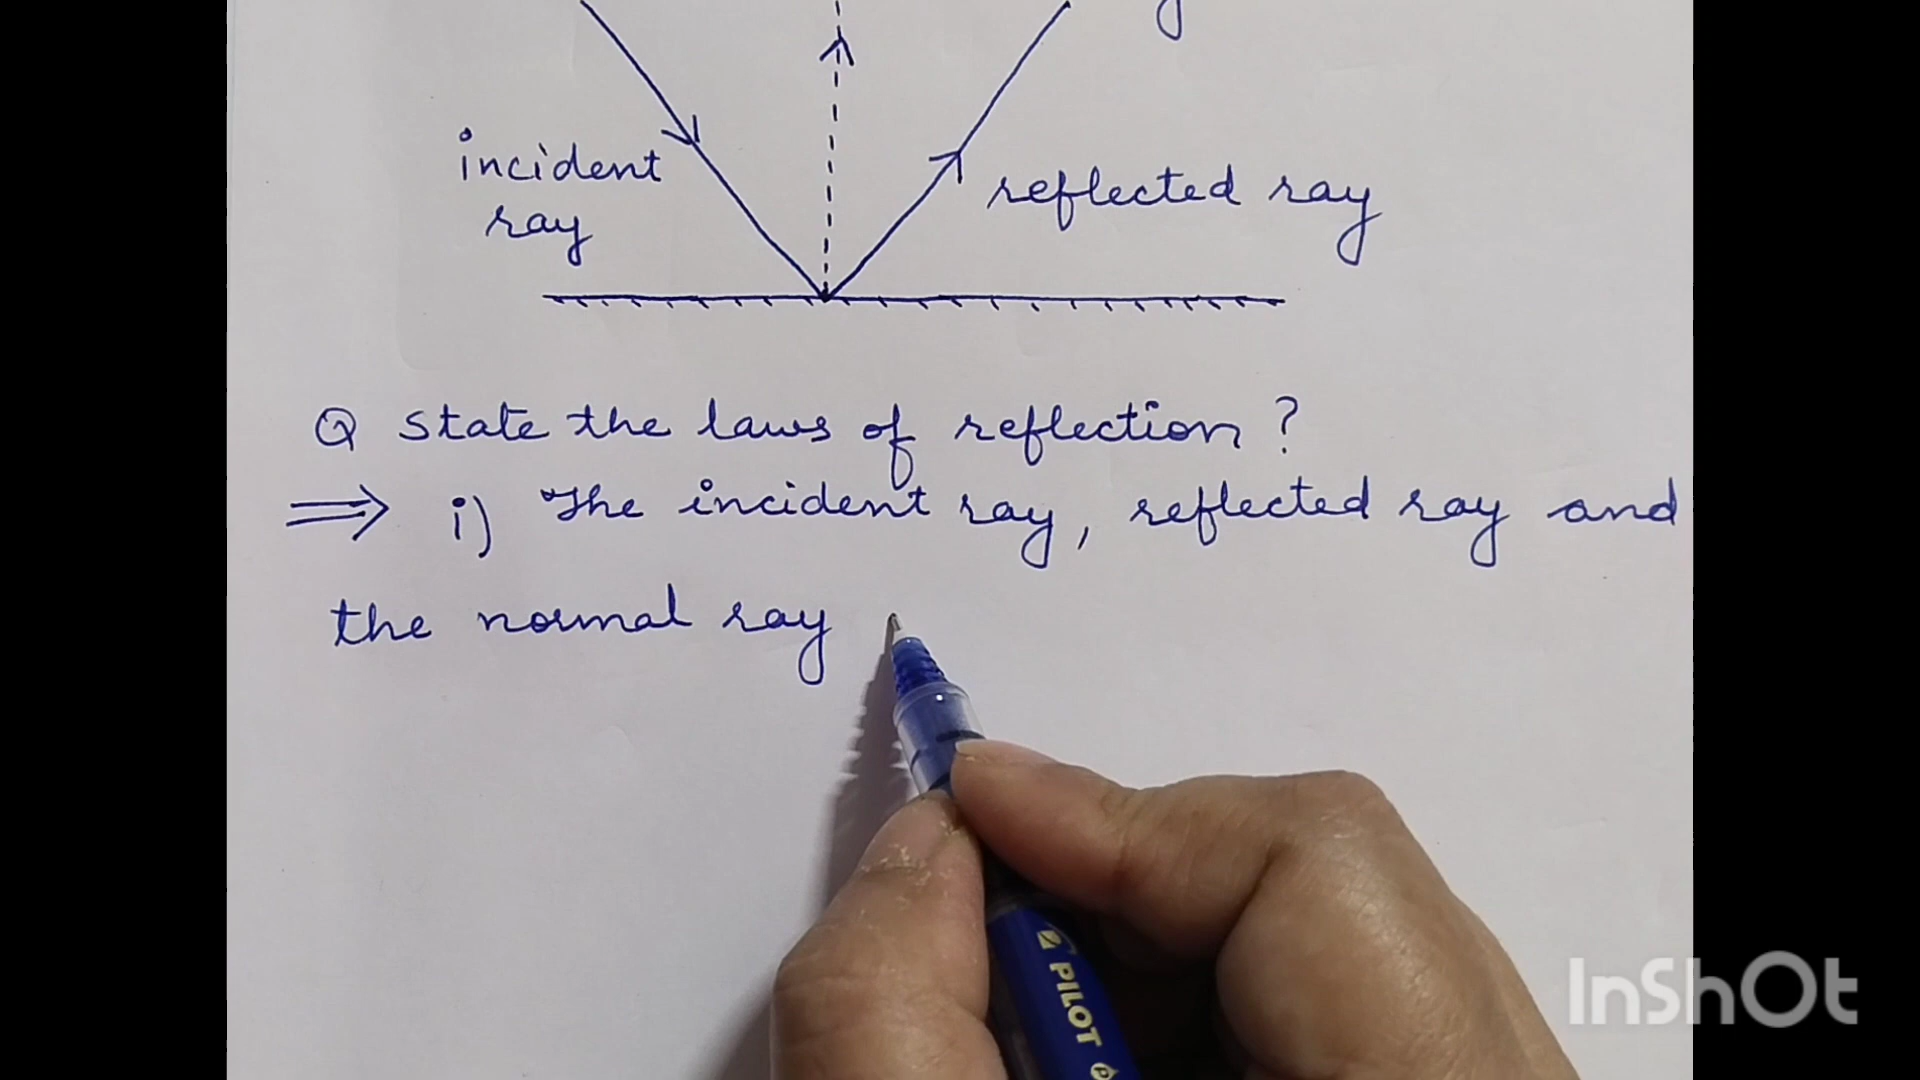 incident
ray
reflected ray
Q state the laws of reflection ?
⇒ i) The incident ray, reflected ray and
the normal ray
PILOT
InShOt